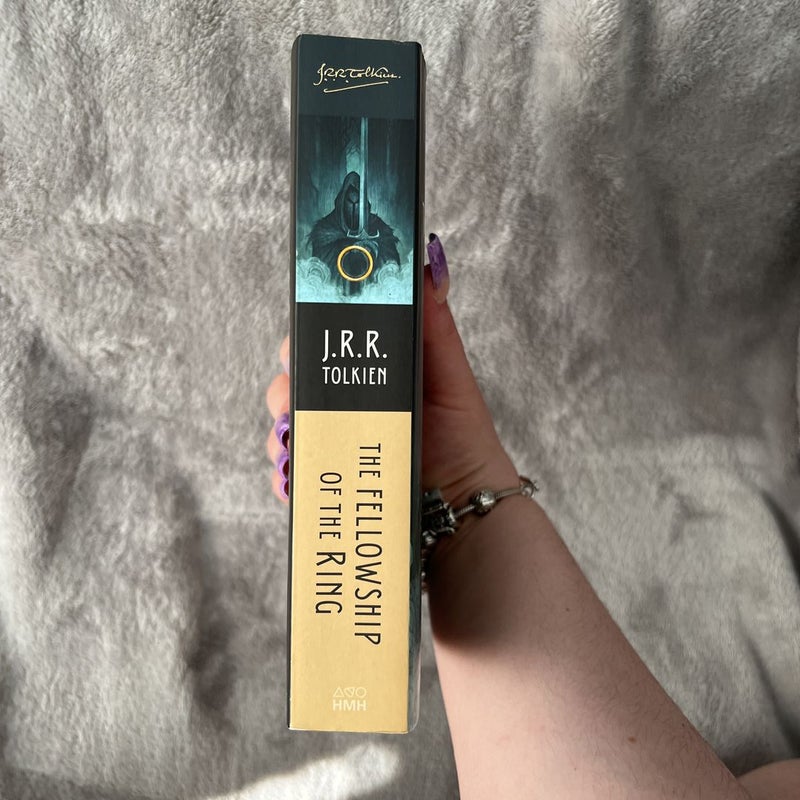 J.R.R. Tolkien.
J.R.R.
TOLKIEN
THE FELLOWSHIP
OF THE RING
HMH